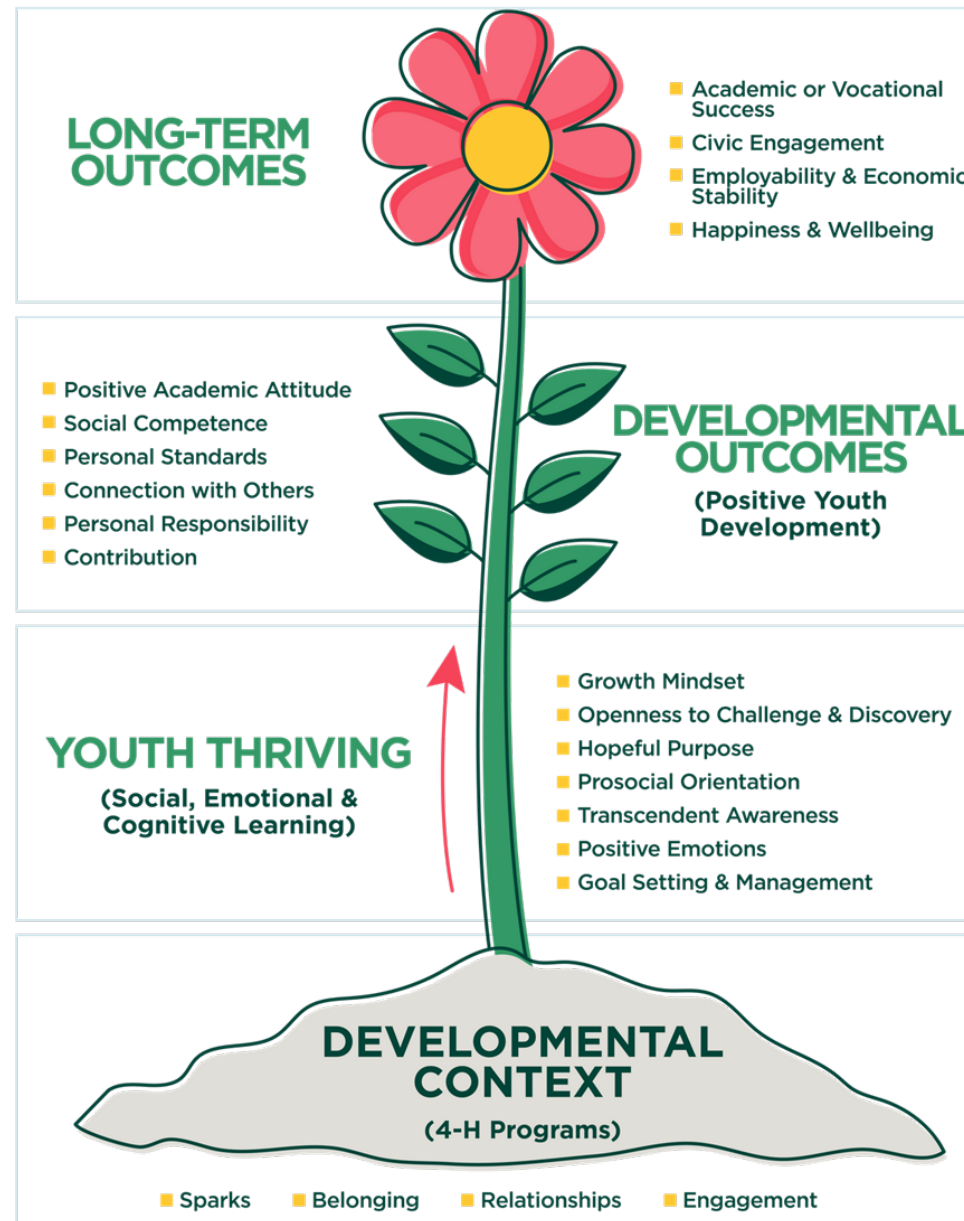 LONG-TERM
OUTCOMES
Academic or Vocational
Success
Civic Engagement
Employability & Economic
Stability
Happiness & Wellbeing
Positive Academic Attitude
Social Competence
Personal Standards
Connection with Others
Personal Responsibility
Contribution
DEVELOPMENTAL
OUTCOMES
(Positive Youth
Development)
YOUTH THRIVING
(Social, Emotional &
Cognitive Learning)
Growth Mindset
Openness to Challenge & Discovery
Hopeful Purpose
Prosocial Orientation
Transcendent Awareness
Positive Emotions
Goal Setting & Management
DEVELOPMENTAL
CONTEXT
(4-H Programs)
Sparks Belonging Relationships Engagement